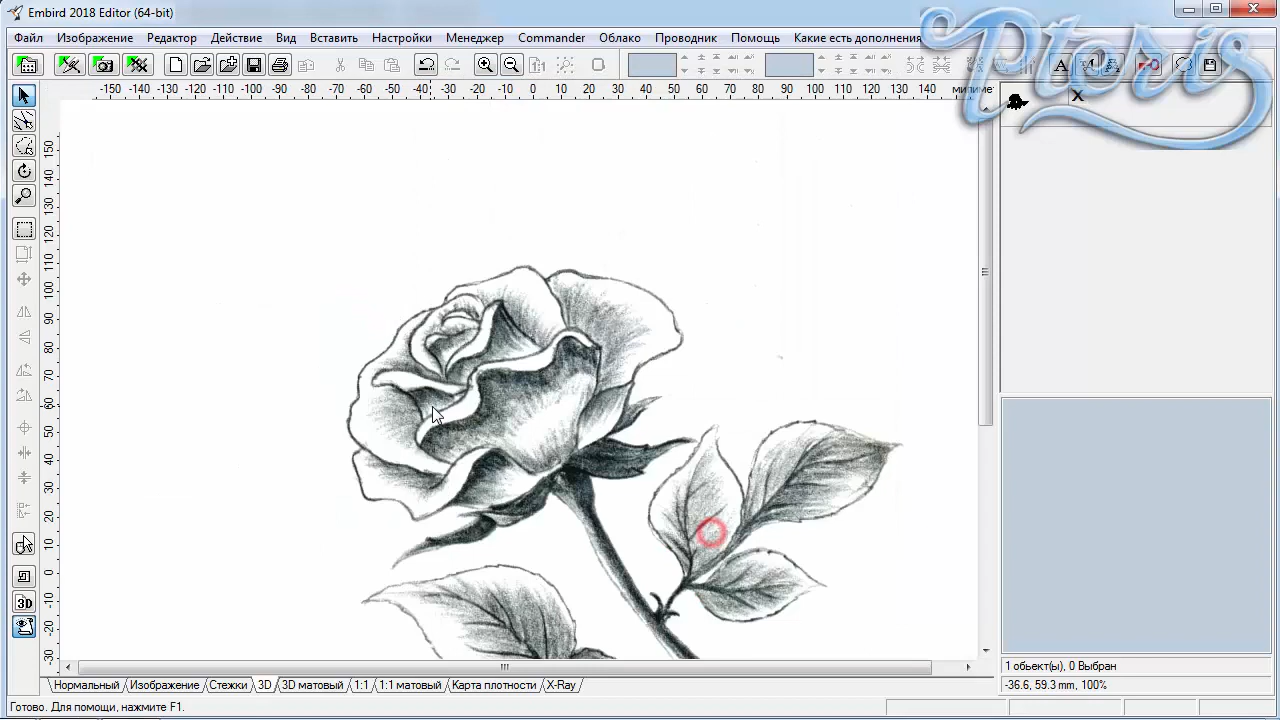 Embird 2018 Editor (64-bit)
Файл Изображение Редактор Действие Вид Вставить Настройки Менеджер Commander Облако Проводник Помощь Какие есть дополнения
Ptoris
-150 -140 -130 -120 -110 -100 -90 -80 -70 -60 -50 -40 -30 -20 -10 0 10 20 30 40 50 60 70 80 90 100 110 120 130 140 милиме
X
150
140
130
120
110
100
90
80
70
60
50
40
30
20
10
0
-10
-20
-30
3D
Нормальный Изображение Стежки 3D 3D матовый 1:1 1:1 матовый Карта плотности X-Ray
1 обьект(ы), 0 Выбран
-36.6, 59.3 mm, 100%
Готово. Для помощи, нажмите F1.